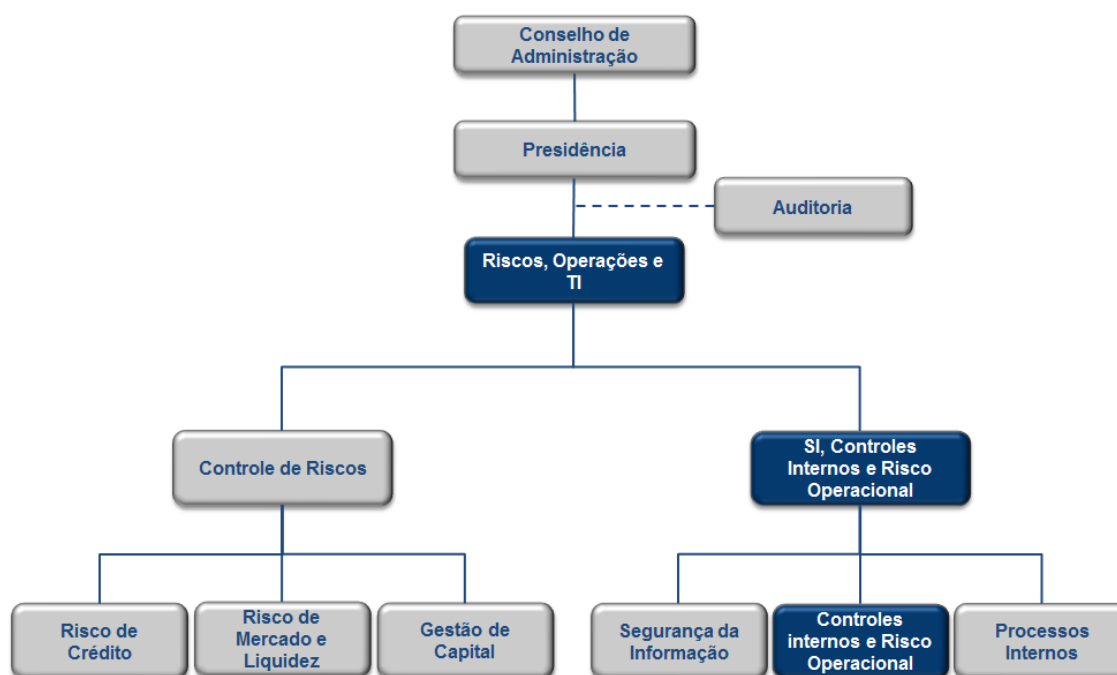 Conselho de
Administração
Presidência
Auditoria
Riscos, Operações e
TI
Controle de Riscos
SI, Controles
Internos e Risco
Operacional
Risco de
Crédito
Risco de
Mercado e
Liquidez
Gestão de
Capital
Segurança da
Informação
Controles
internos e Risco
Operacional
Processos
Internos